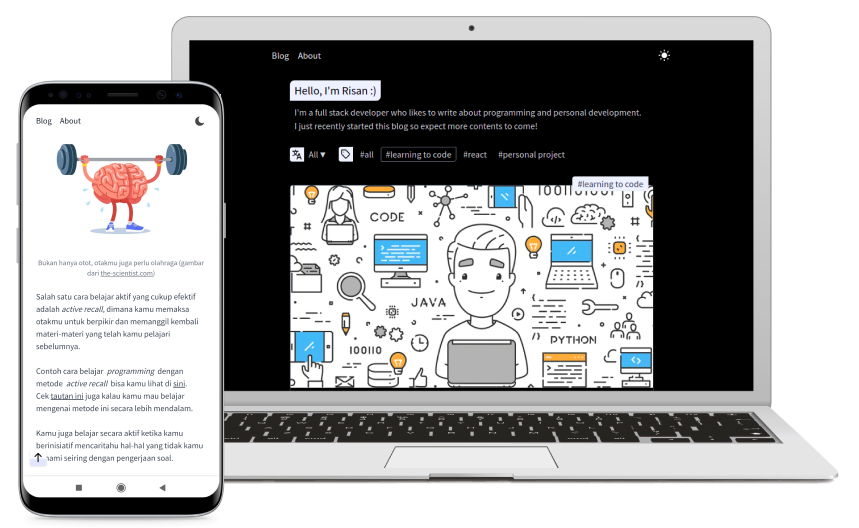 Blog About
Hello, I'm Risan :)
I'm a full stack developer who likes to write about programming and personal development.
I just recently started this blog so expect more contents to come!
All ▾ #all #learning to code #react #personal project
#learning to code
CODE
JAVA
100110
PYTHON
Blog About
Bukan hanya otot, otakmu juga perlu olahraga (gambar
dari the-scientist.com)
Salah satu cara belajar aktif yang cukup efektif
adalah active recall, dimana kamu memaksa
otakmu untuk berpikir dan memanggil kembali
materi-materi yang telah kamu pelajari
sebelumnya.
Contoh cara belajar programming dengan
metode active recall bisa kamu lihat di sini.
Cek tautan ini juga kalau kamu mau belajar
mengenai metode ini secara lebih mendalam.
Kamu juga belajar secara aktif ketika kamu
berinisiatif mencaritahu hal-hal yang tidak kamu
seiring dengan pengerjaan soal.